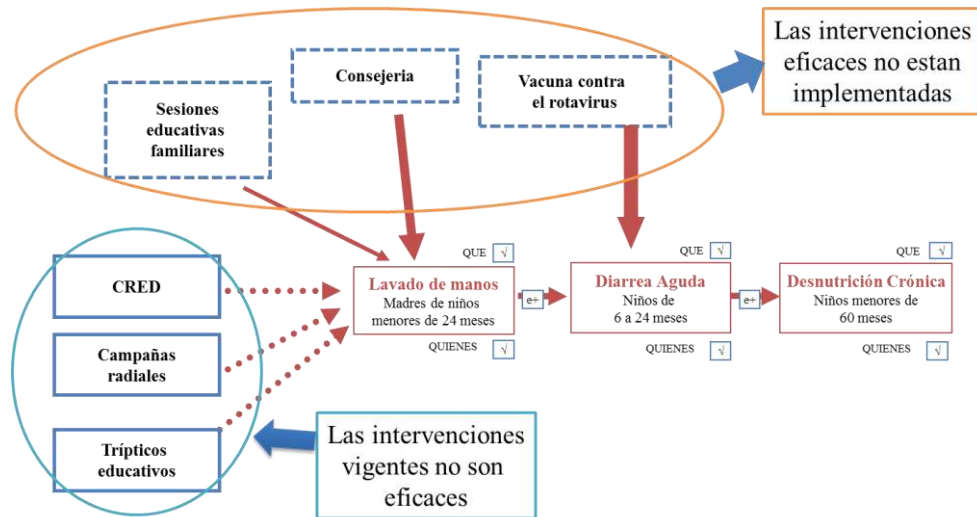 Las intervenciones
eficaces no estan
implementadas
Consejeria
Vacuna contra
el rotavirus
Sesiones
educativas
familiares
QUE √
QUE √
QUE √
CRED
Lavado de manos
Madres de niños
menores de 24 meses
e+
Diarrea Aguda
Niños de
6 a 24 meses
e+
Desnutrición Crónica
Niños menores de
60 meses
QUIENES √
QUIENES √
QUIENES √
Campañas
radiales
Trípticos
educativos
Las intervenciones
vigentes no son
eficaces